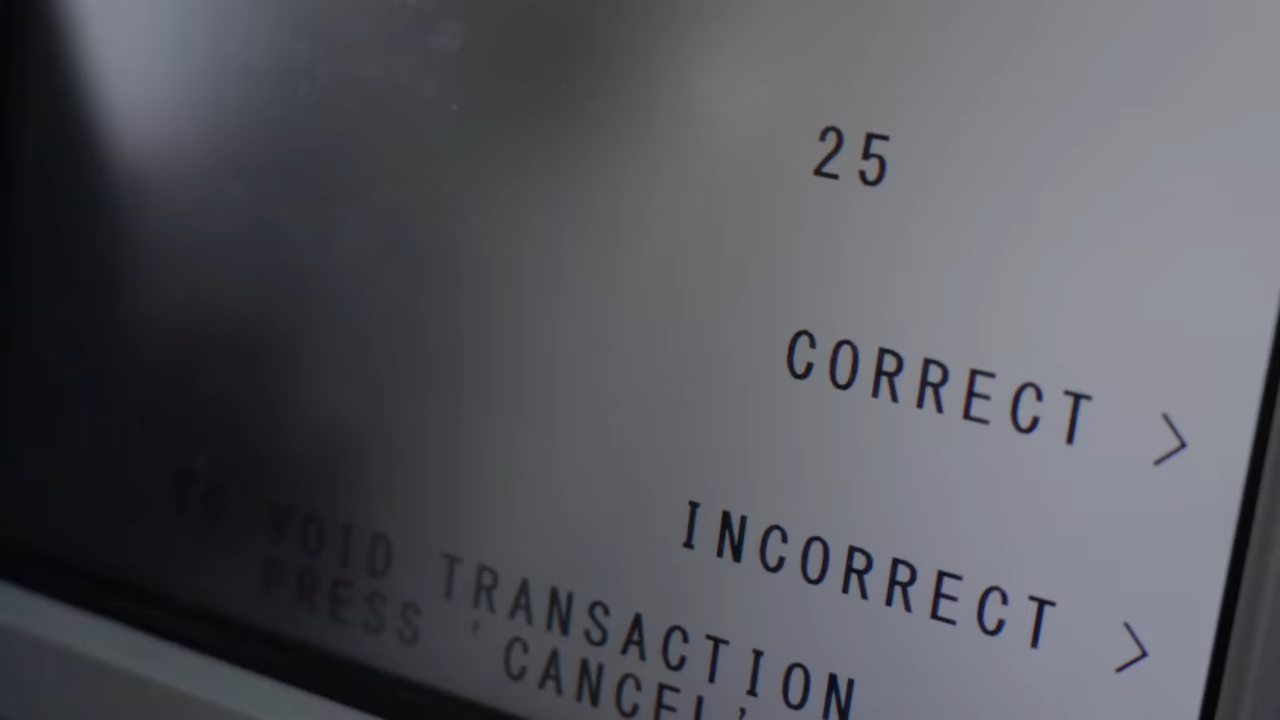 25
CORRECT >
INCORRECT >
TO VOID TRANSACTION
PRESS 'CANCEL'